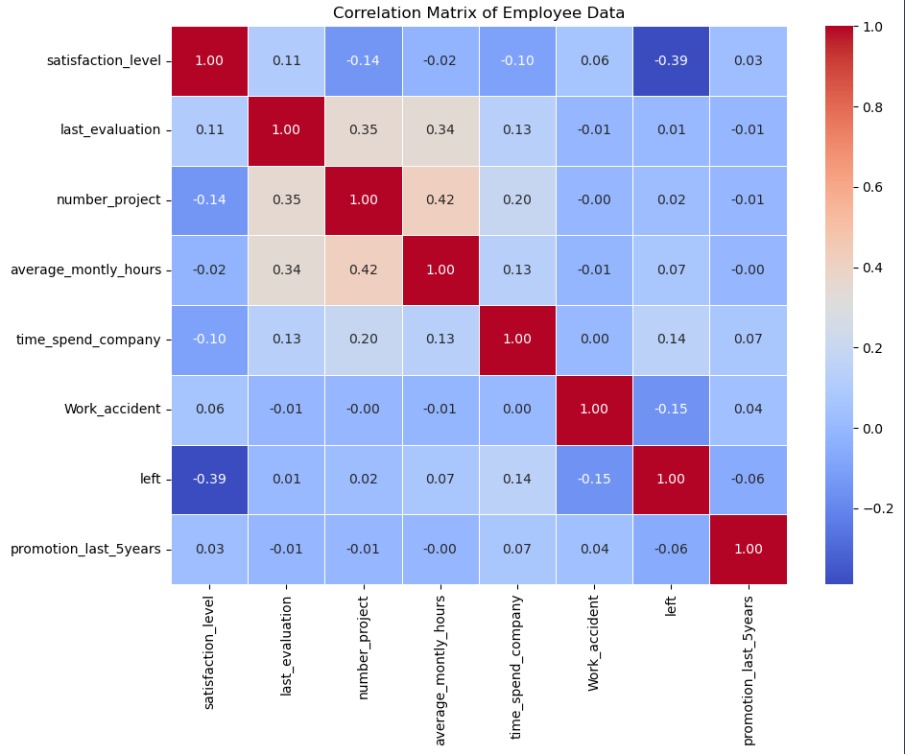 Correlation Matrix of Employee Data
satisfaction_level 1.00 0.11 -0.14 -0.02 -0.10 0.06 -0.39 0.03
last_evaluation 0.11 1.00 0.35 0.34 0.13 -0.01 0.01 -0.01
number_project -0.14 0.35 1.00 0.42 0.20 -0.00 0.02 -0.01
average_montly_hours -0.02 0.34 0.42 1.00 0.13 -0.01 0.07 -0.00
time_spend_company -0.10 0.13 0.20 0.13 1.00 0.00 0.14 0.07
Work_accident 0.06 -0.01 -0.00 -0.01 0.00 1.00 -0.15 0.04
left -0.39 0.01 0.02 0.07 0.14 -0.15 1.00 -0.06
promotion_last_5years 0.03 -0.01 -0.01 -0.00 0.07 0.04 -0.06 1.00
satisfaction_level
last_evaluation
number_project
average_montly_hours
time_spend_company
Work_accident
left
promotion_last_5years
1.0
0.8
0.6
0.4
0.2
0.0
−0.2